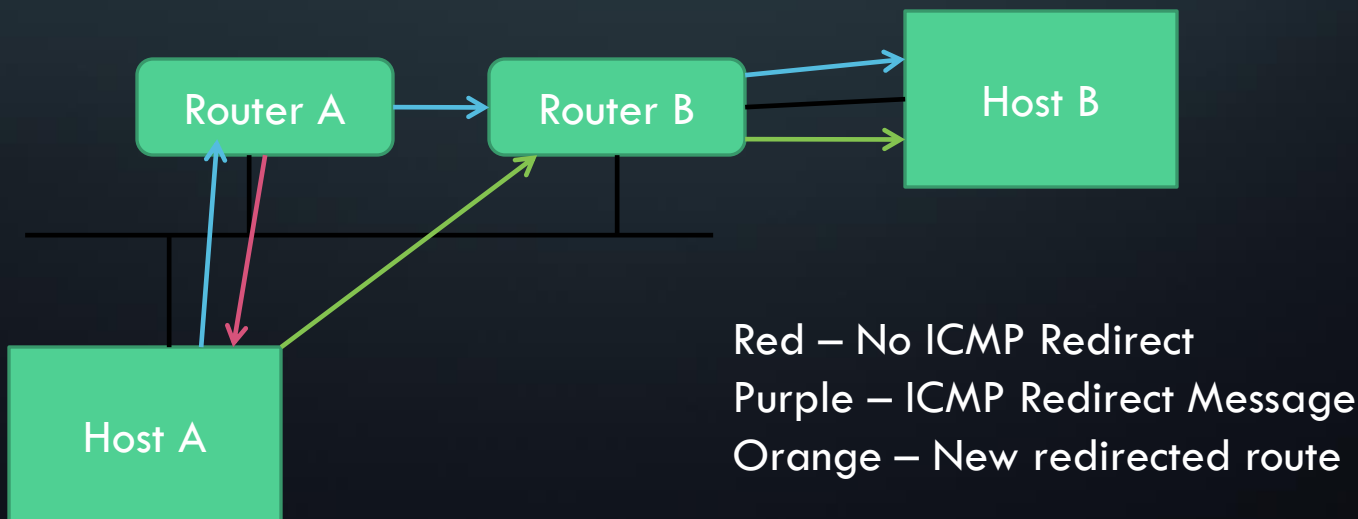 Router A
Router B
Host B
Host A
Red – No ICMP Redirect
Purple – ICMP Redirect Message
Orange – New redirected route